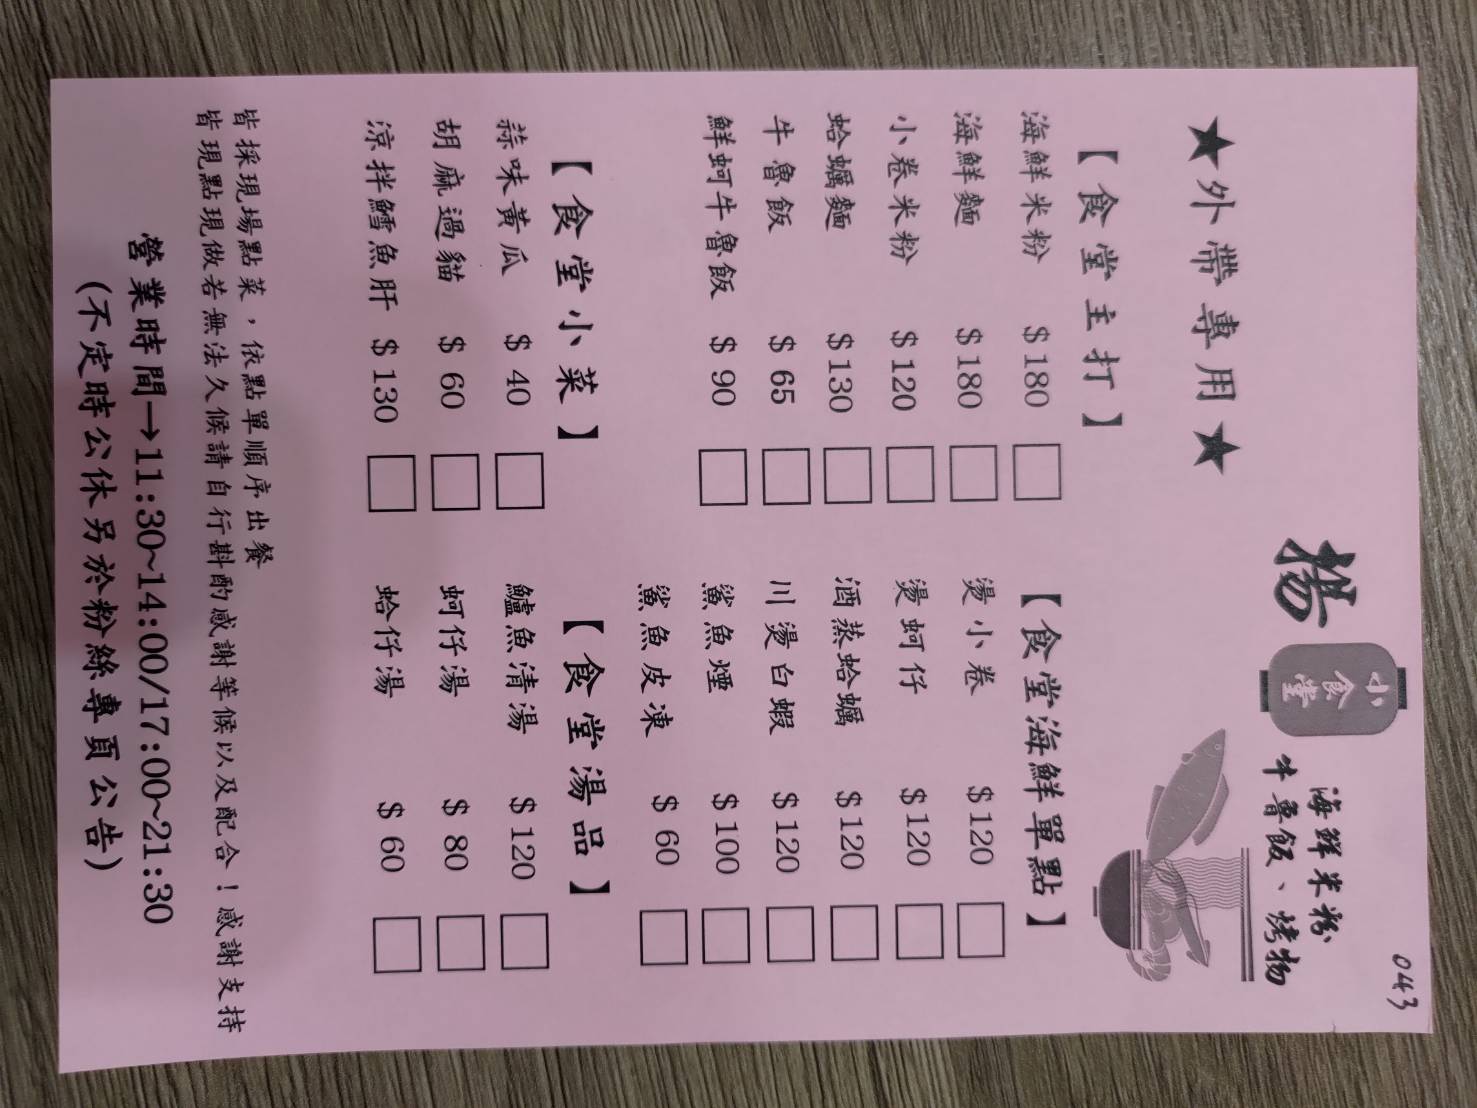 043
揚
小食堂
海鮮米粉
牛魯飯、烤物
★外帶專用★
【食堂主打】
海鮮米粉 $180
海鮮麵 $180
小卷米粉 $120
蛤蠣麵 $130
牛魯飯 $ 65
鮮蚵牛魯飯 $ 90
【食堂海鮮單點】
燙小卷 $120
燙蚵仔 $120
酒蒸蛤蠣 $120
川燙白蝦 $120
鯊魚煙 $100
鯊魚皮凍 $ 60
【食堂小菜】
蒜味黃瓜 $ 40
胡麻過貓 $ 60
涼拌鱈魚肝 $130
【食堂湯品】
鱸魚清湯 $120
蚵仔湯 $ 80
蛤仔湯 $ 60
皆採現場點菜，依點單順序出餐
皆現點現做若無法久候請自行斟酌感謝等候以及配合！感謝支持
營業時間→11:30~14:00/17:00~21:30
(不定時公休另於粉絲專頁公告)